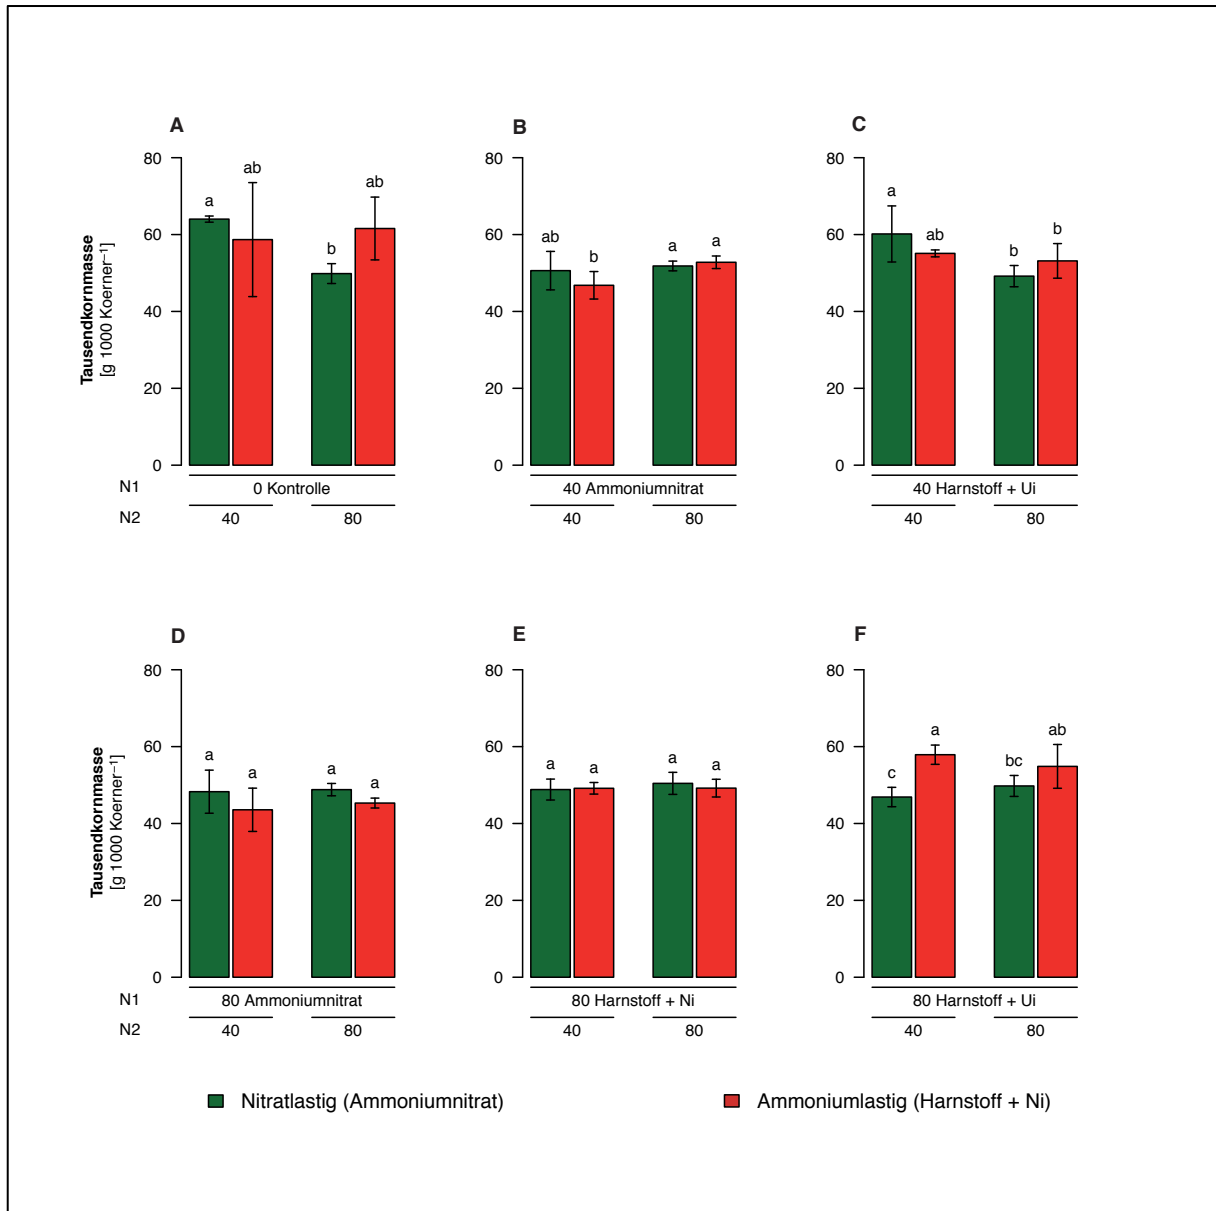 A
B
C
Tausendkornmasse
[g 1000 Koerner⁻¹]
80
60
40
20
0
a
ab
b
ab
80
60
40
20
0
ab
b
a
a
80
60
40
20
0
a
ab
b
b
N1
0 Kontrolle
40 Ammoniumnitrat
40 Harnstoff + Ui
N2
40
80
40
80
40
80
D
E
F
Tausendkornmasse
[g 1000 Koerner⁻¹]
80
60
40
20
0
a
a
a
a
80
60
40
20
0
a
a
a
a
80
60
40
20
0
c
a
bc
ab
N1
80 Ammoniumnitrat
80 Harnstoff + Ni
80 Harnstoff + Ui
N2
40
80
40
80
40
80
Nitratlastig (Ammoniumnitrat)
Ammoniumlastig (Harnstoff + Ni)